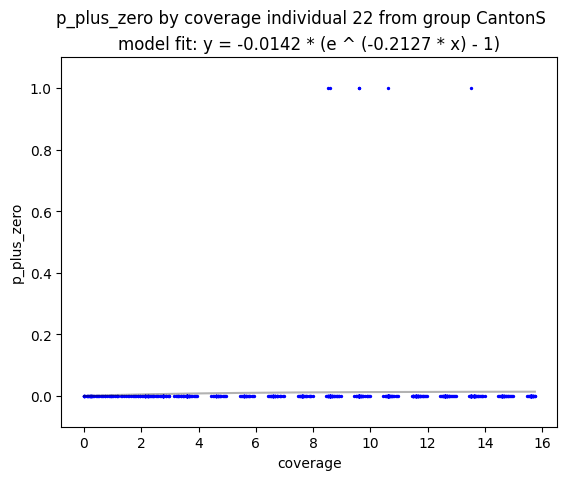 p_plus_zero by coverage individual 22 from group CantonS
model fit: y = -0.0142 * (e ^ (-0.2127 * x) - 1)
1.0
0.8
0.6
0.4
0.2
0.0
p_plus_zero
0 2 4 6 8 10 12 14 16
coverage